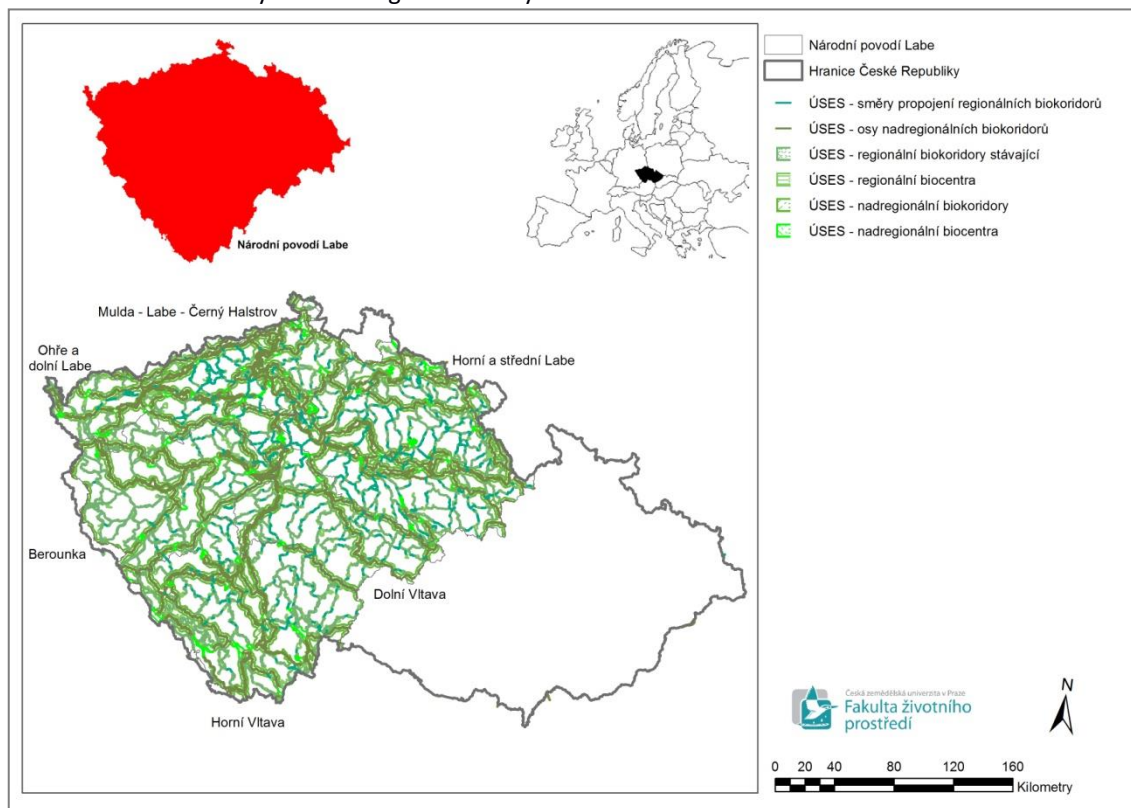 Národní povodí Labe
Národní povodí Labe
Hranice České Republiky
ÚSES - směry propojení regionálních biokoridorů
ÚSES - osy nadregionálních biokoridorů
ÚSES - regionální biokoridory stávající
ÚSES - regionální biocentra
ÚSES - nadregionální biokoridory
ÚSES - nadregionální biocentra
Mulda - Labe - Černý Halstrov
Ohře a
dolní Labe
Horní a střední Labe
Berounka
Dolní Vltava
Horní Vltava
Česká zemědělská univerzita v Praze
Fakulta životního
prostředí
N
0 20 40 80 120 160
Kilometry